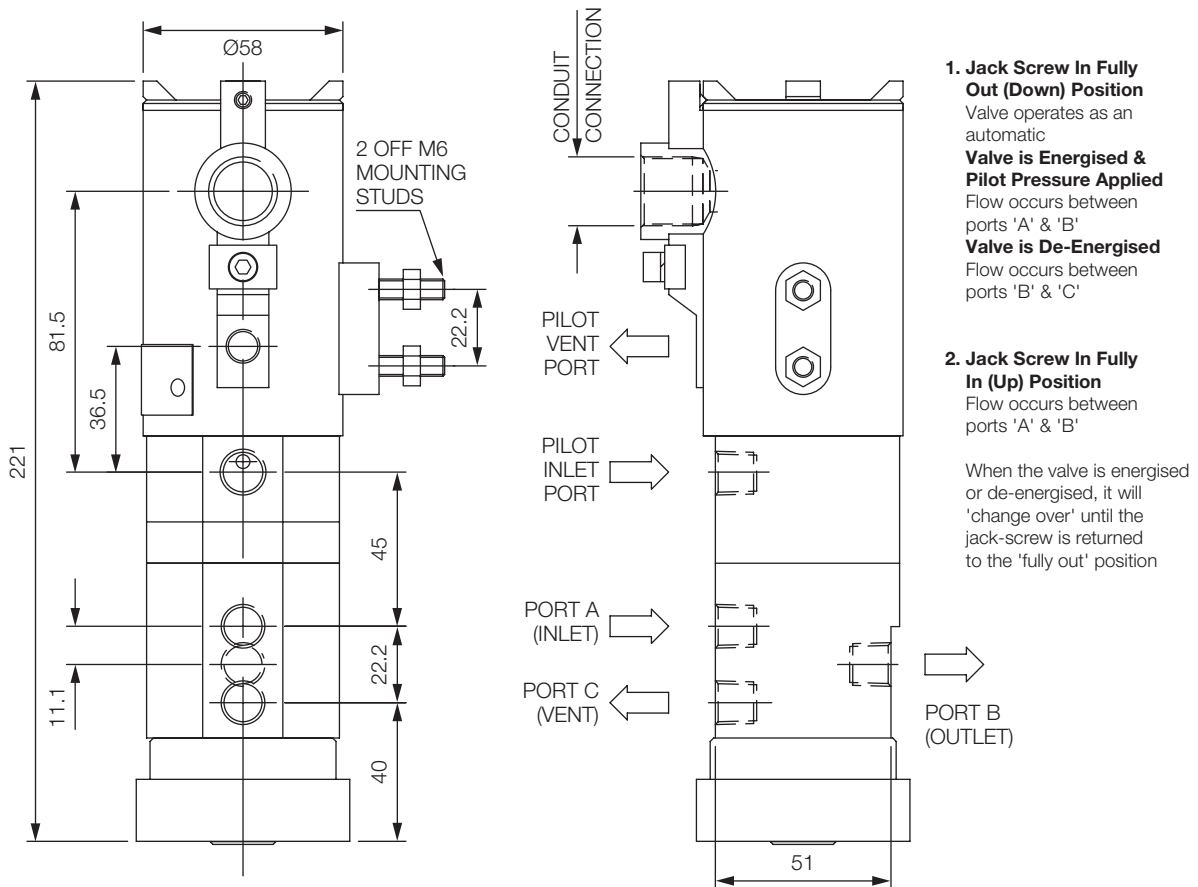 Ø58
221
81.5
36.5
2 OFF M6
MOUNTING
STUDS
22.2
45
22.2
11.1
40
CONDUIT
CONNECTION
PILOT
VENT
PORT
PILOT
INLET
PORT
PORT A
(INLET)
PORT C
(VENT)
PORT B
(OUTLET)
51
1. Jack Screw In Fully
Out (Down) Position
Valve operates as an
automatic
Valve is Energised &
Pilot Pressure Applied
Flow occurs between
ports 'A' & 'B'
Valve is De-Energised
Flow occurs between
ports 'B' & 'C'
2. Jack Screw In Fully
In (Up) Position
Flow occurs between
ports 'A' & 'B'
When the valve is energised
or de-energised, it will
'change over' until the
jack-screw is returned
to the 'fully out' position